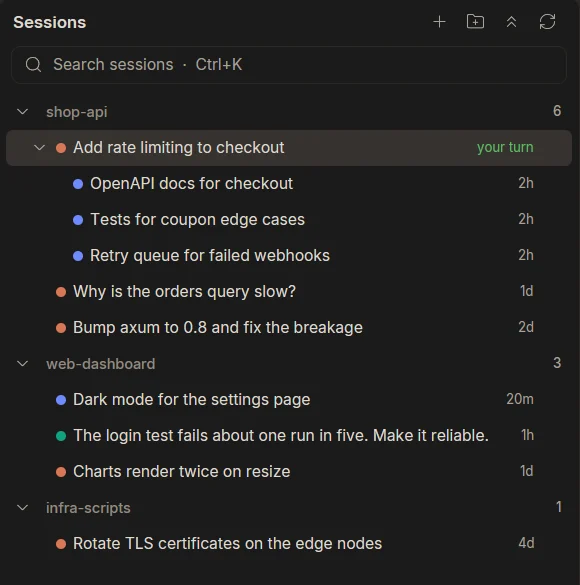 Sessions
Search sessions · Ctrl+K
shop-api 6
Add rate limiting to checkout your turn
OpenAPI docs for checkout 2h
Tests for coupon edge cases 2h
Retry queue for failed webhooks 2h
Why is the orders query slow? 1d
Bump axum to 0.8 and fix the breakage 2d
web-dashboard 3
Dark mode for the settings page 20m
The login test fails about one run in five. Make it reliable. 1h
Charts render twice on resize 1d
infra-scripts 1
Rotate TLS certificates on the edge nodes 4d